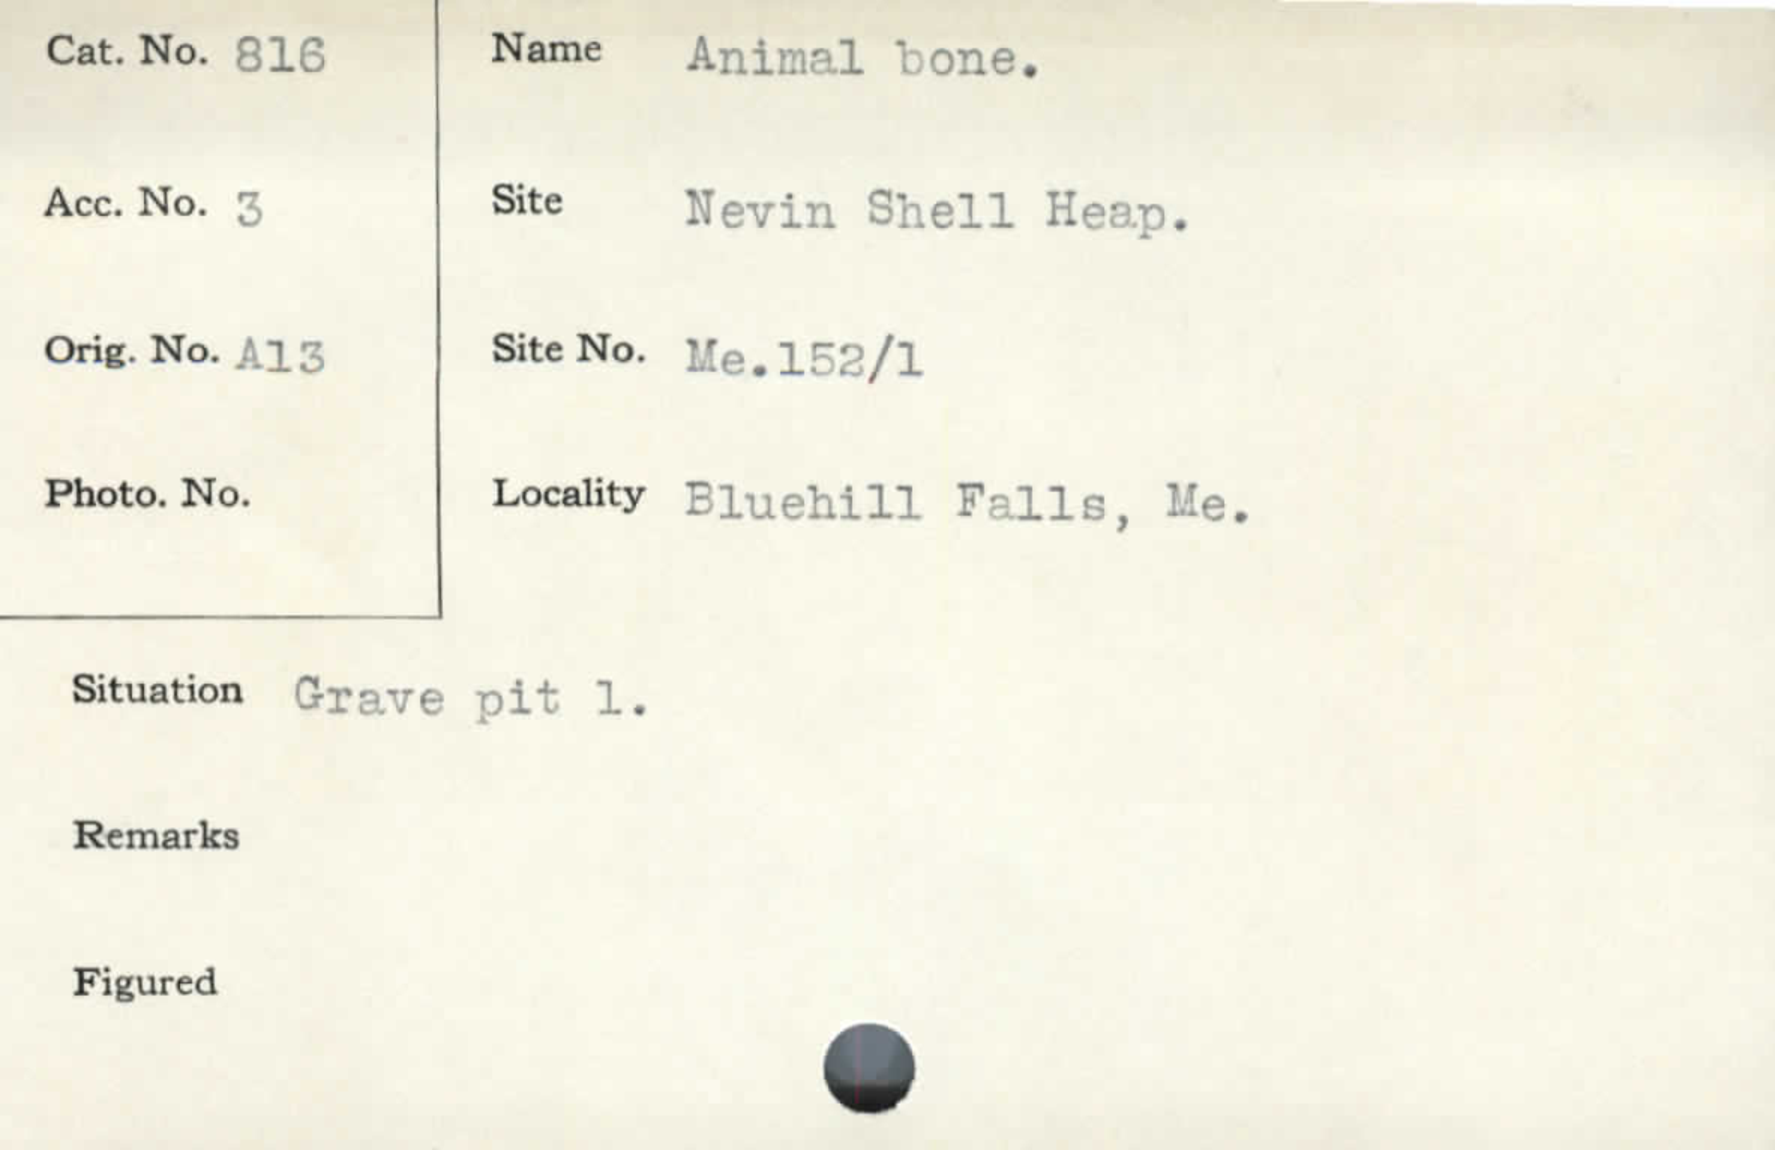 Cat. No. 816
Name Animal bone.
Acc. No. 3
Site Nevin Shell Heap.
Orig. No. A13
Site No. Me.152/1
Photo. No.
Locality Bluehill Falls, Me.
Situation Grave pit 1.
Remarks
Figured